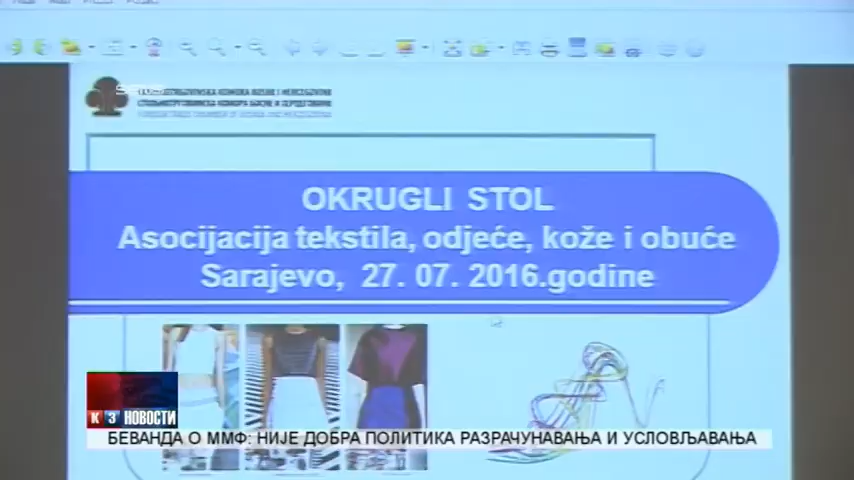 OKRUGLI STOL
Asocijacija tekstila, odjeće, kože i obuće
Sarajevo, 27. 07. 2016.godine
К3 НОВОСТИ
БЕВАНДА О ММФ: НИЈЕ ДОБРА ПОЛИТИКА РАЗРАЧУНАВАЊА И УСЛОВЉАВАЊА